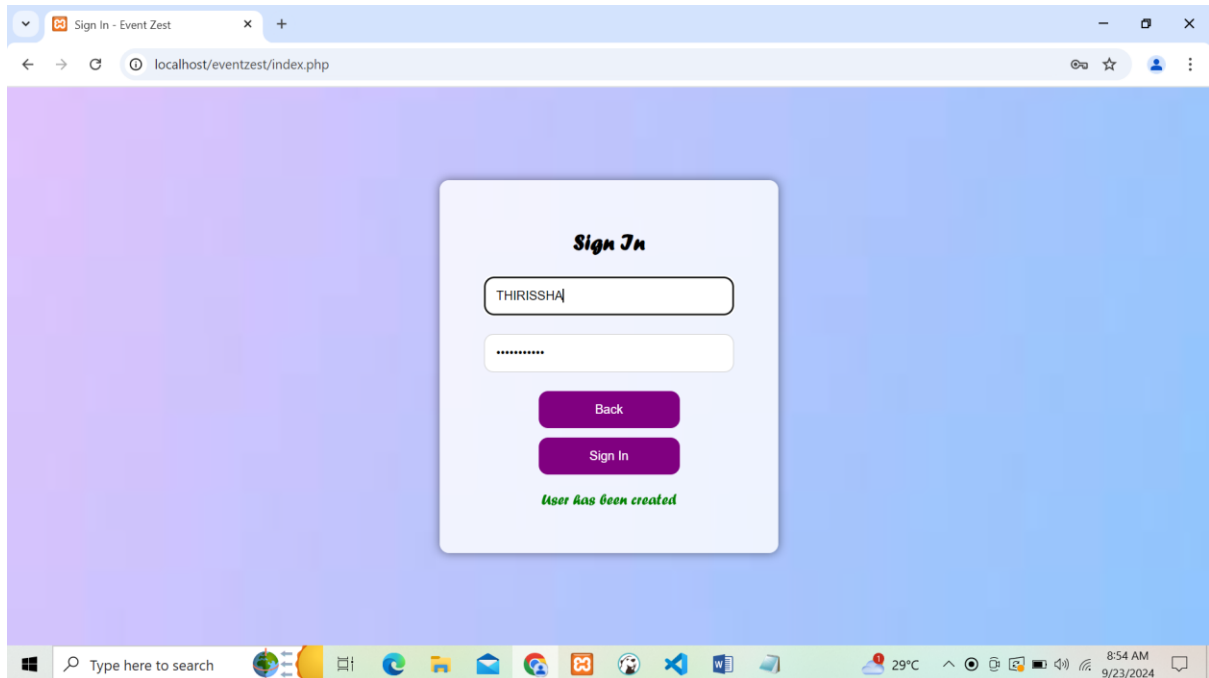 Sign In - Event Zest
localhost/eventzest/index.php
Sign In
THIRISSHA
•••••••••••
Back
Sign In
User has been created
Type here to search
29°C
8:54 AM
9/23/2024